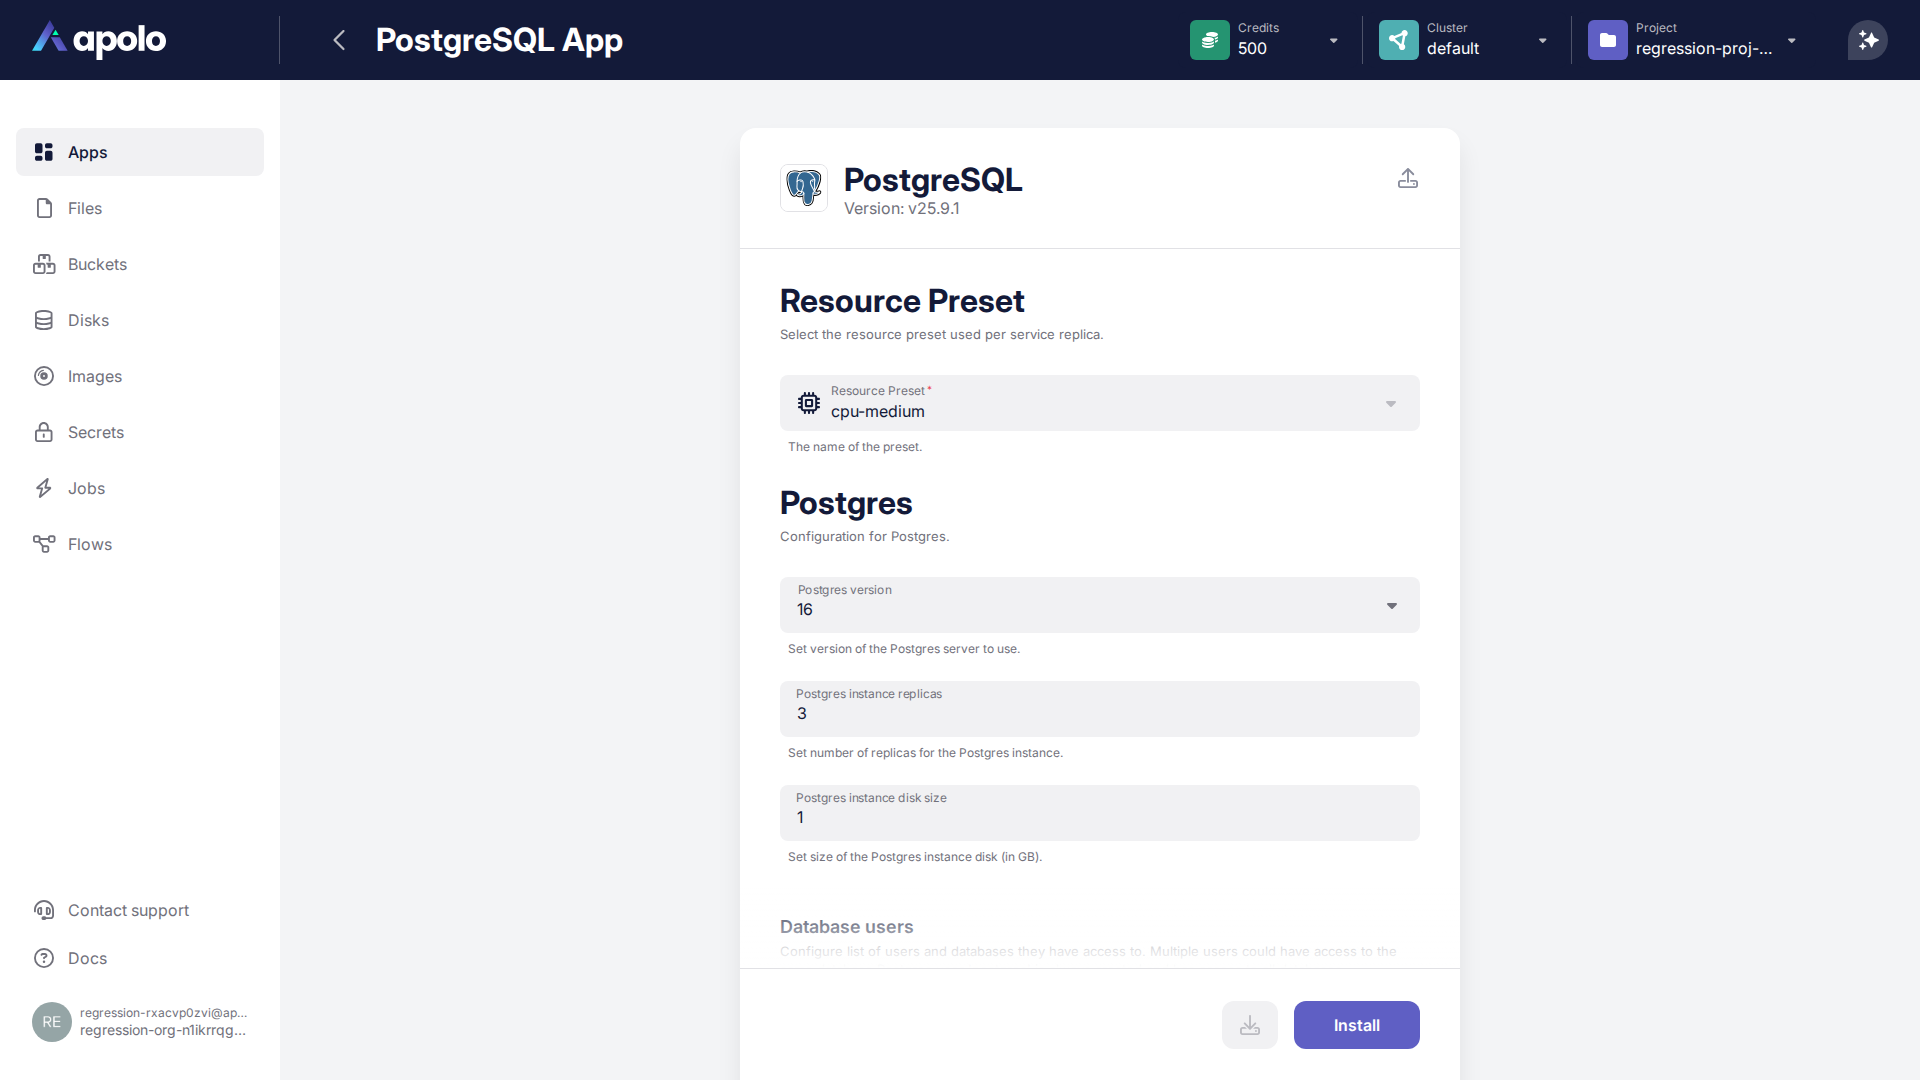 apolo
PostgreSQL App
Credits
500
Cluster
default
Project
regression-proj-...
Apps
Files
Buckets
Disks
Images
Secrets
Jobs
Flows
Contact support
Docs
RE
regression-rxacvp0zvi@ap...
regression-org-n1ikrrqg...
PostgreSQL
Version: v25.9.1
Resource Preset
Select the resource preset used per service replica.
Resource Preset*
cpu-medium
The name of the preset.
Postgres
Configuration for Postgres.
Postgres version
16
Set version of the Postgres server to use.
Postgres instance replicas
3
Set number of replicas for the Postgres instance.
Postgres instance disk size
1
Set size of the Postgres instance disk (in GB).
Database users
Configure list of users and databases they have access to. Multiple users could have access to the
Install